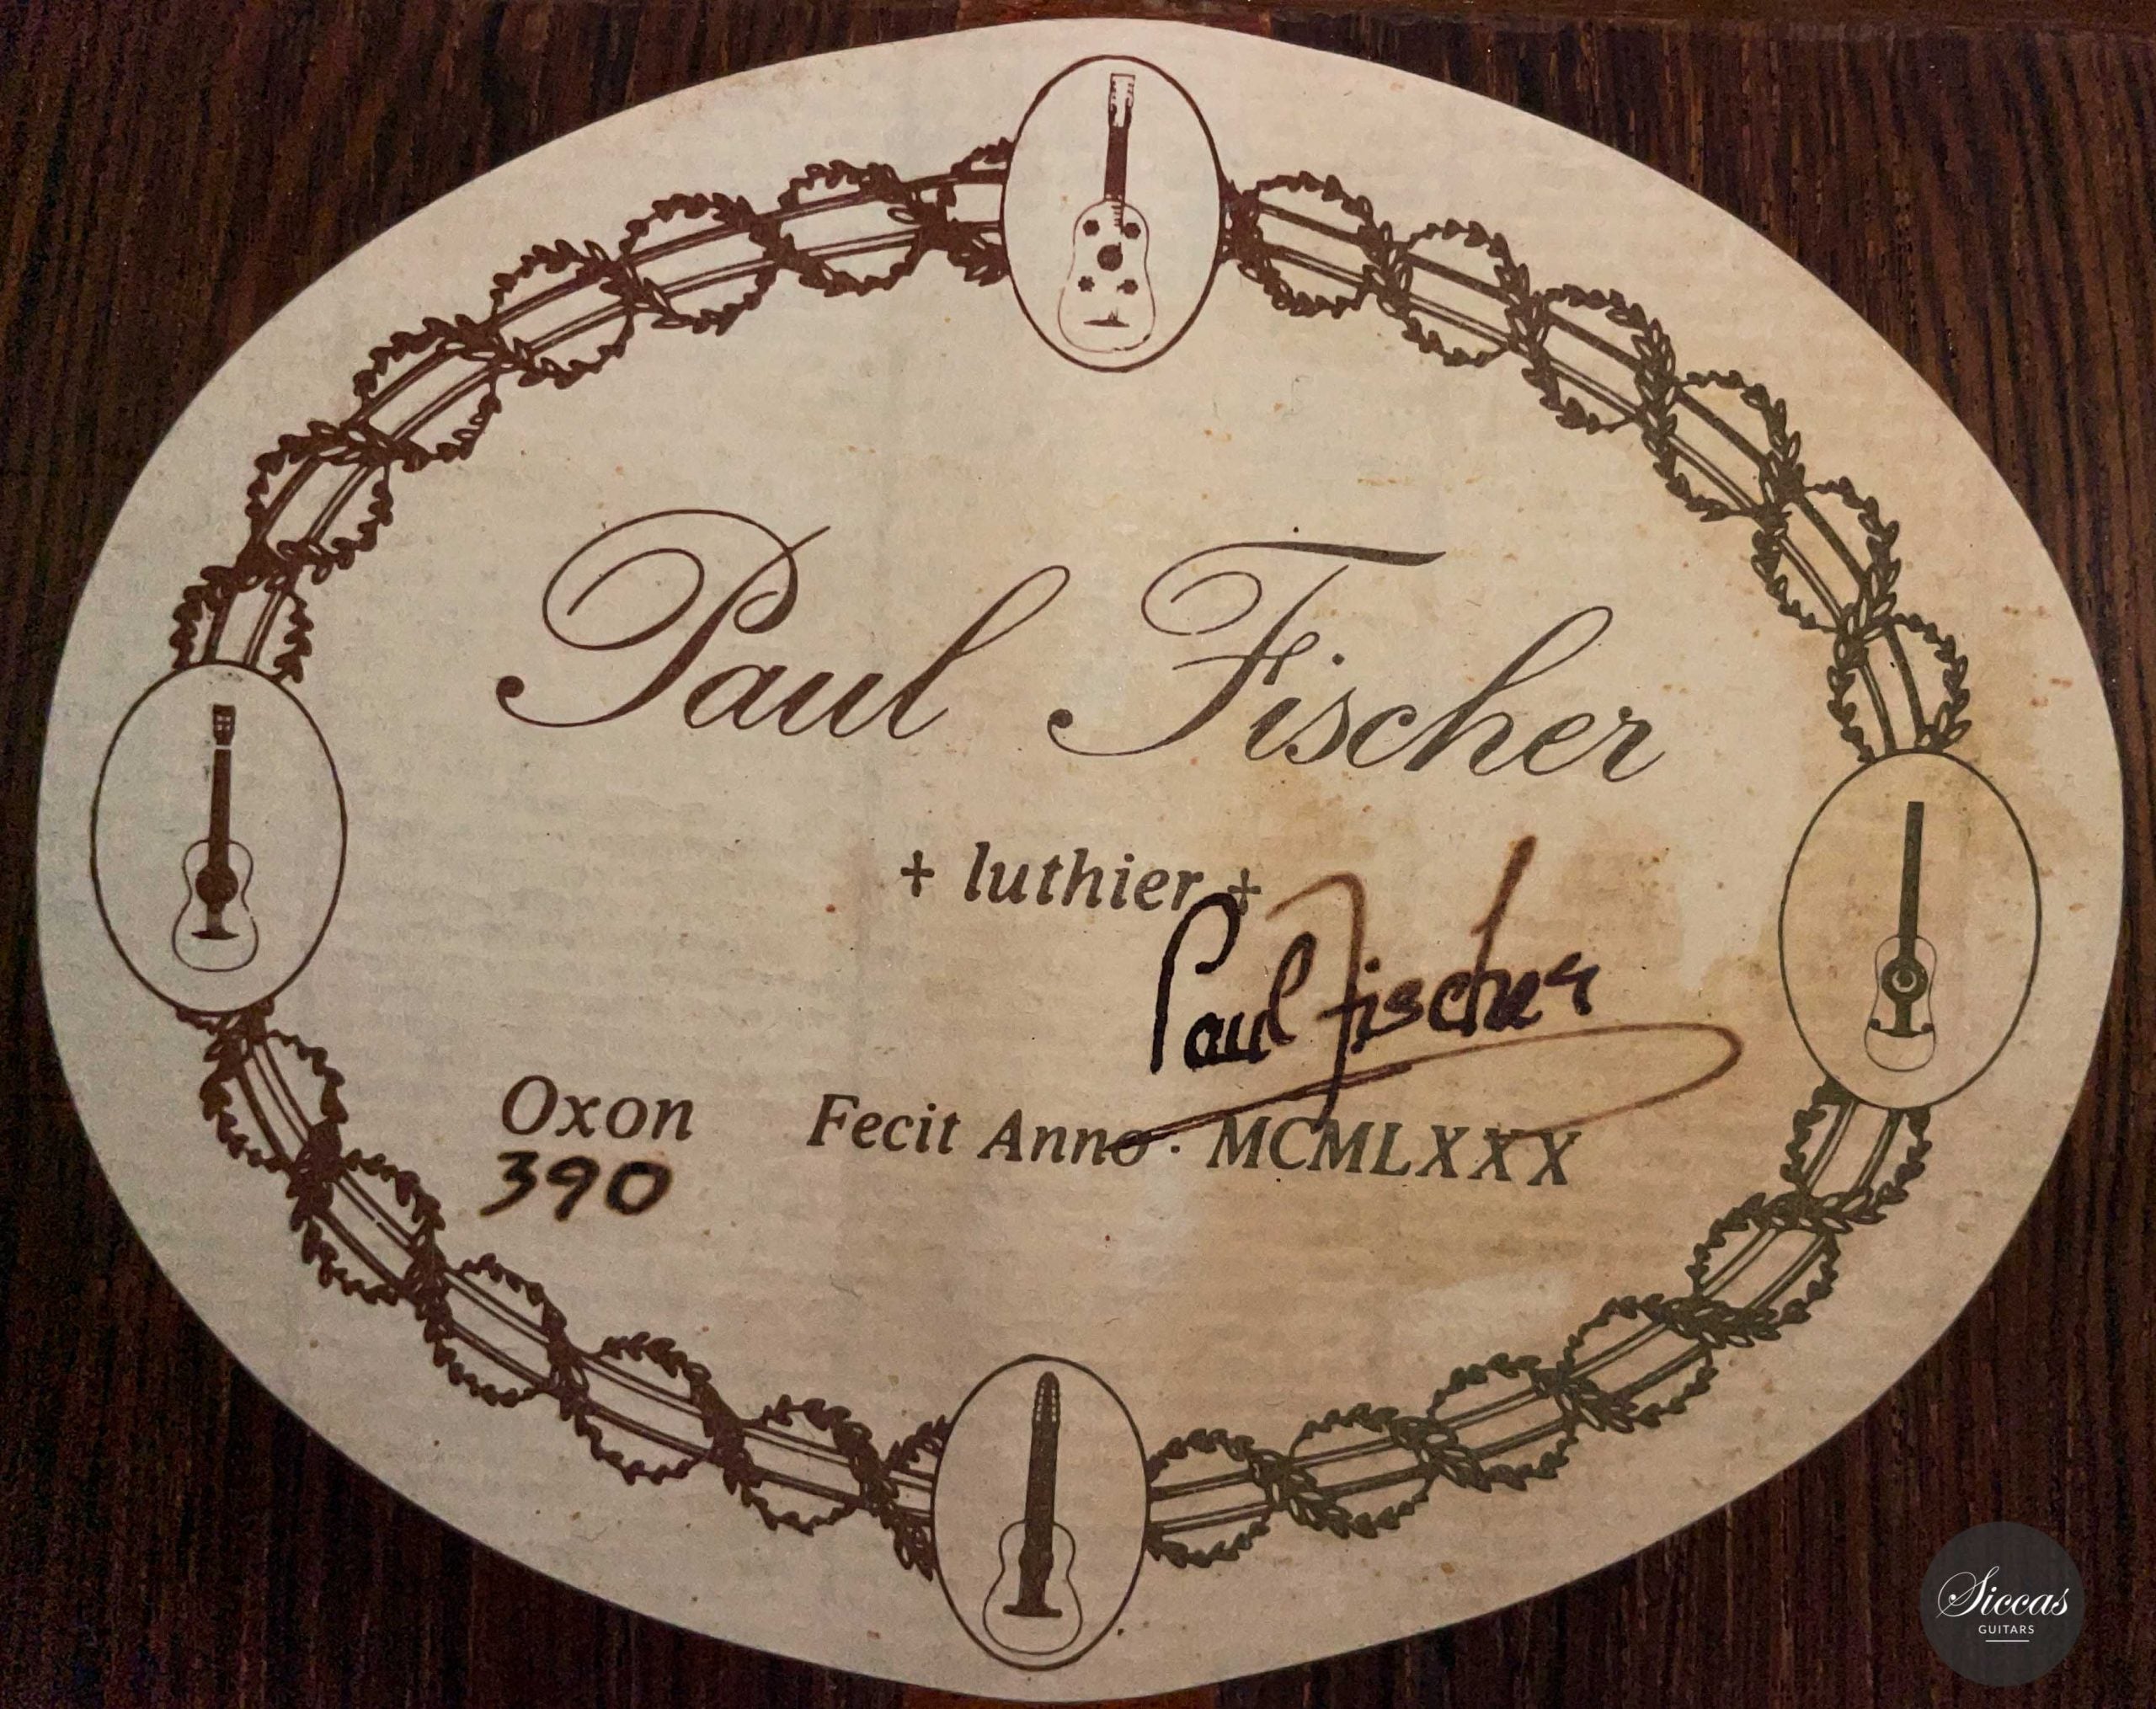 Paul Fischer
+ luthier +
Paul Fischer
Oxon Fecit Anno · MCMLXXX
390
Siccas
GUITARS